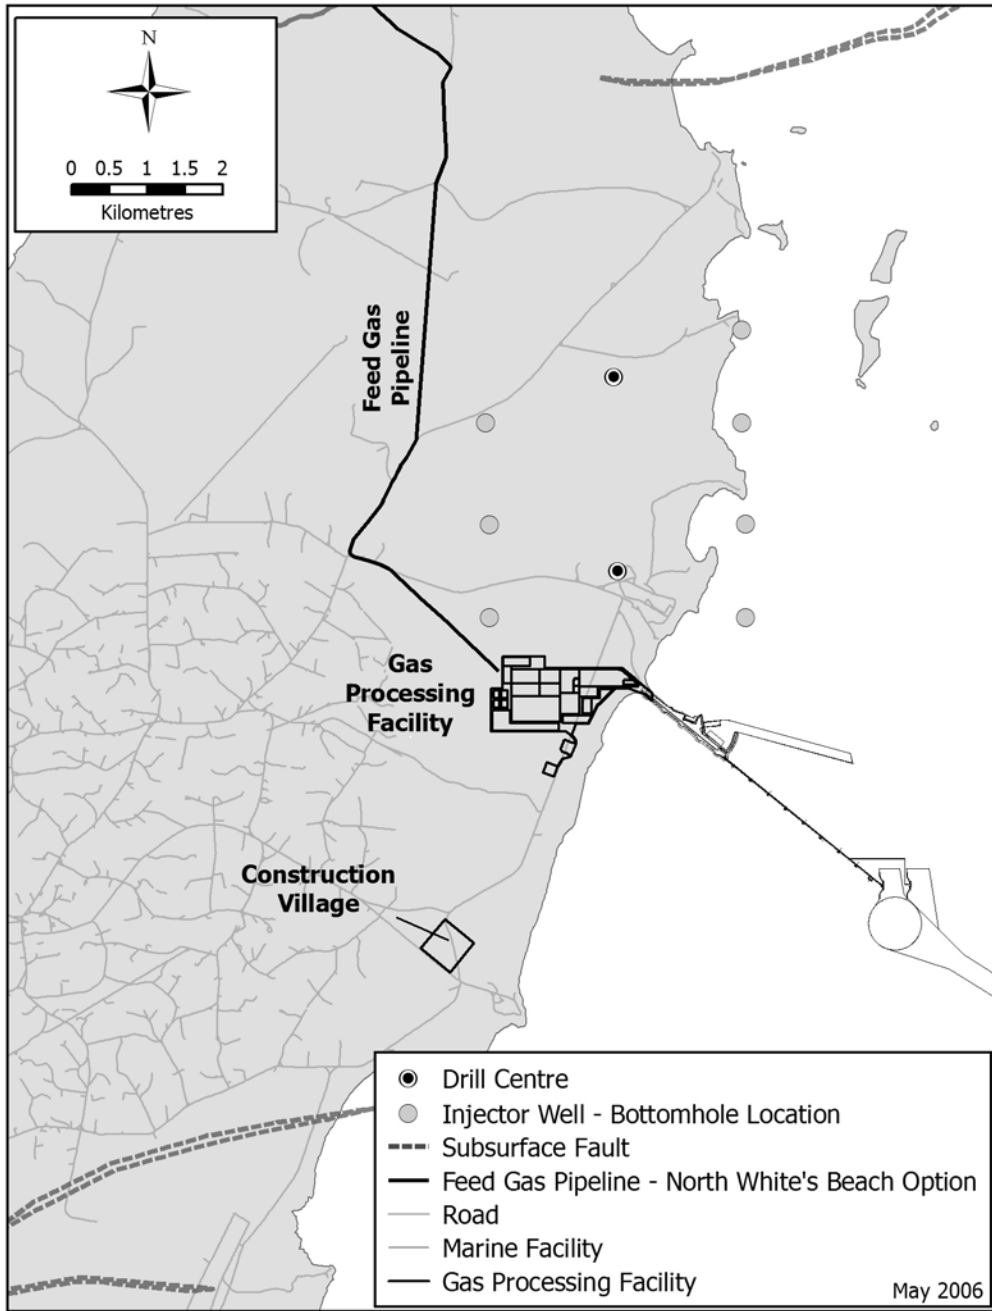 N
0 0.5 1 1.5 2
Kilometres
Feed Gas
Pipeline
Gas
Processing
Facility
Construction
Village
Drill Centre
Injector Well - Bottomhole Location
Subsurface Fault
Feed Gas Pipeline - North White's Beach Option
Road
Marine Facility
Gas Processing Facility
May 2006